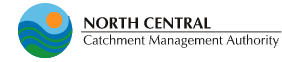 NORTH CENTRAL
Catchment Management Authority